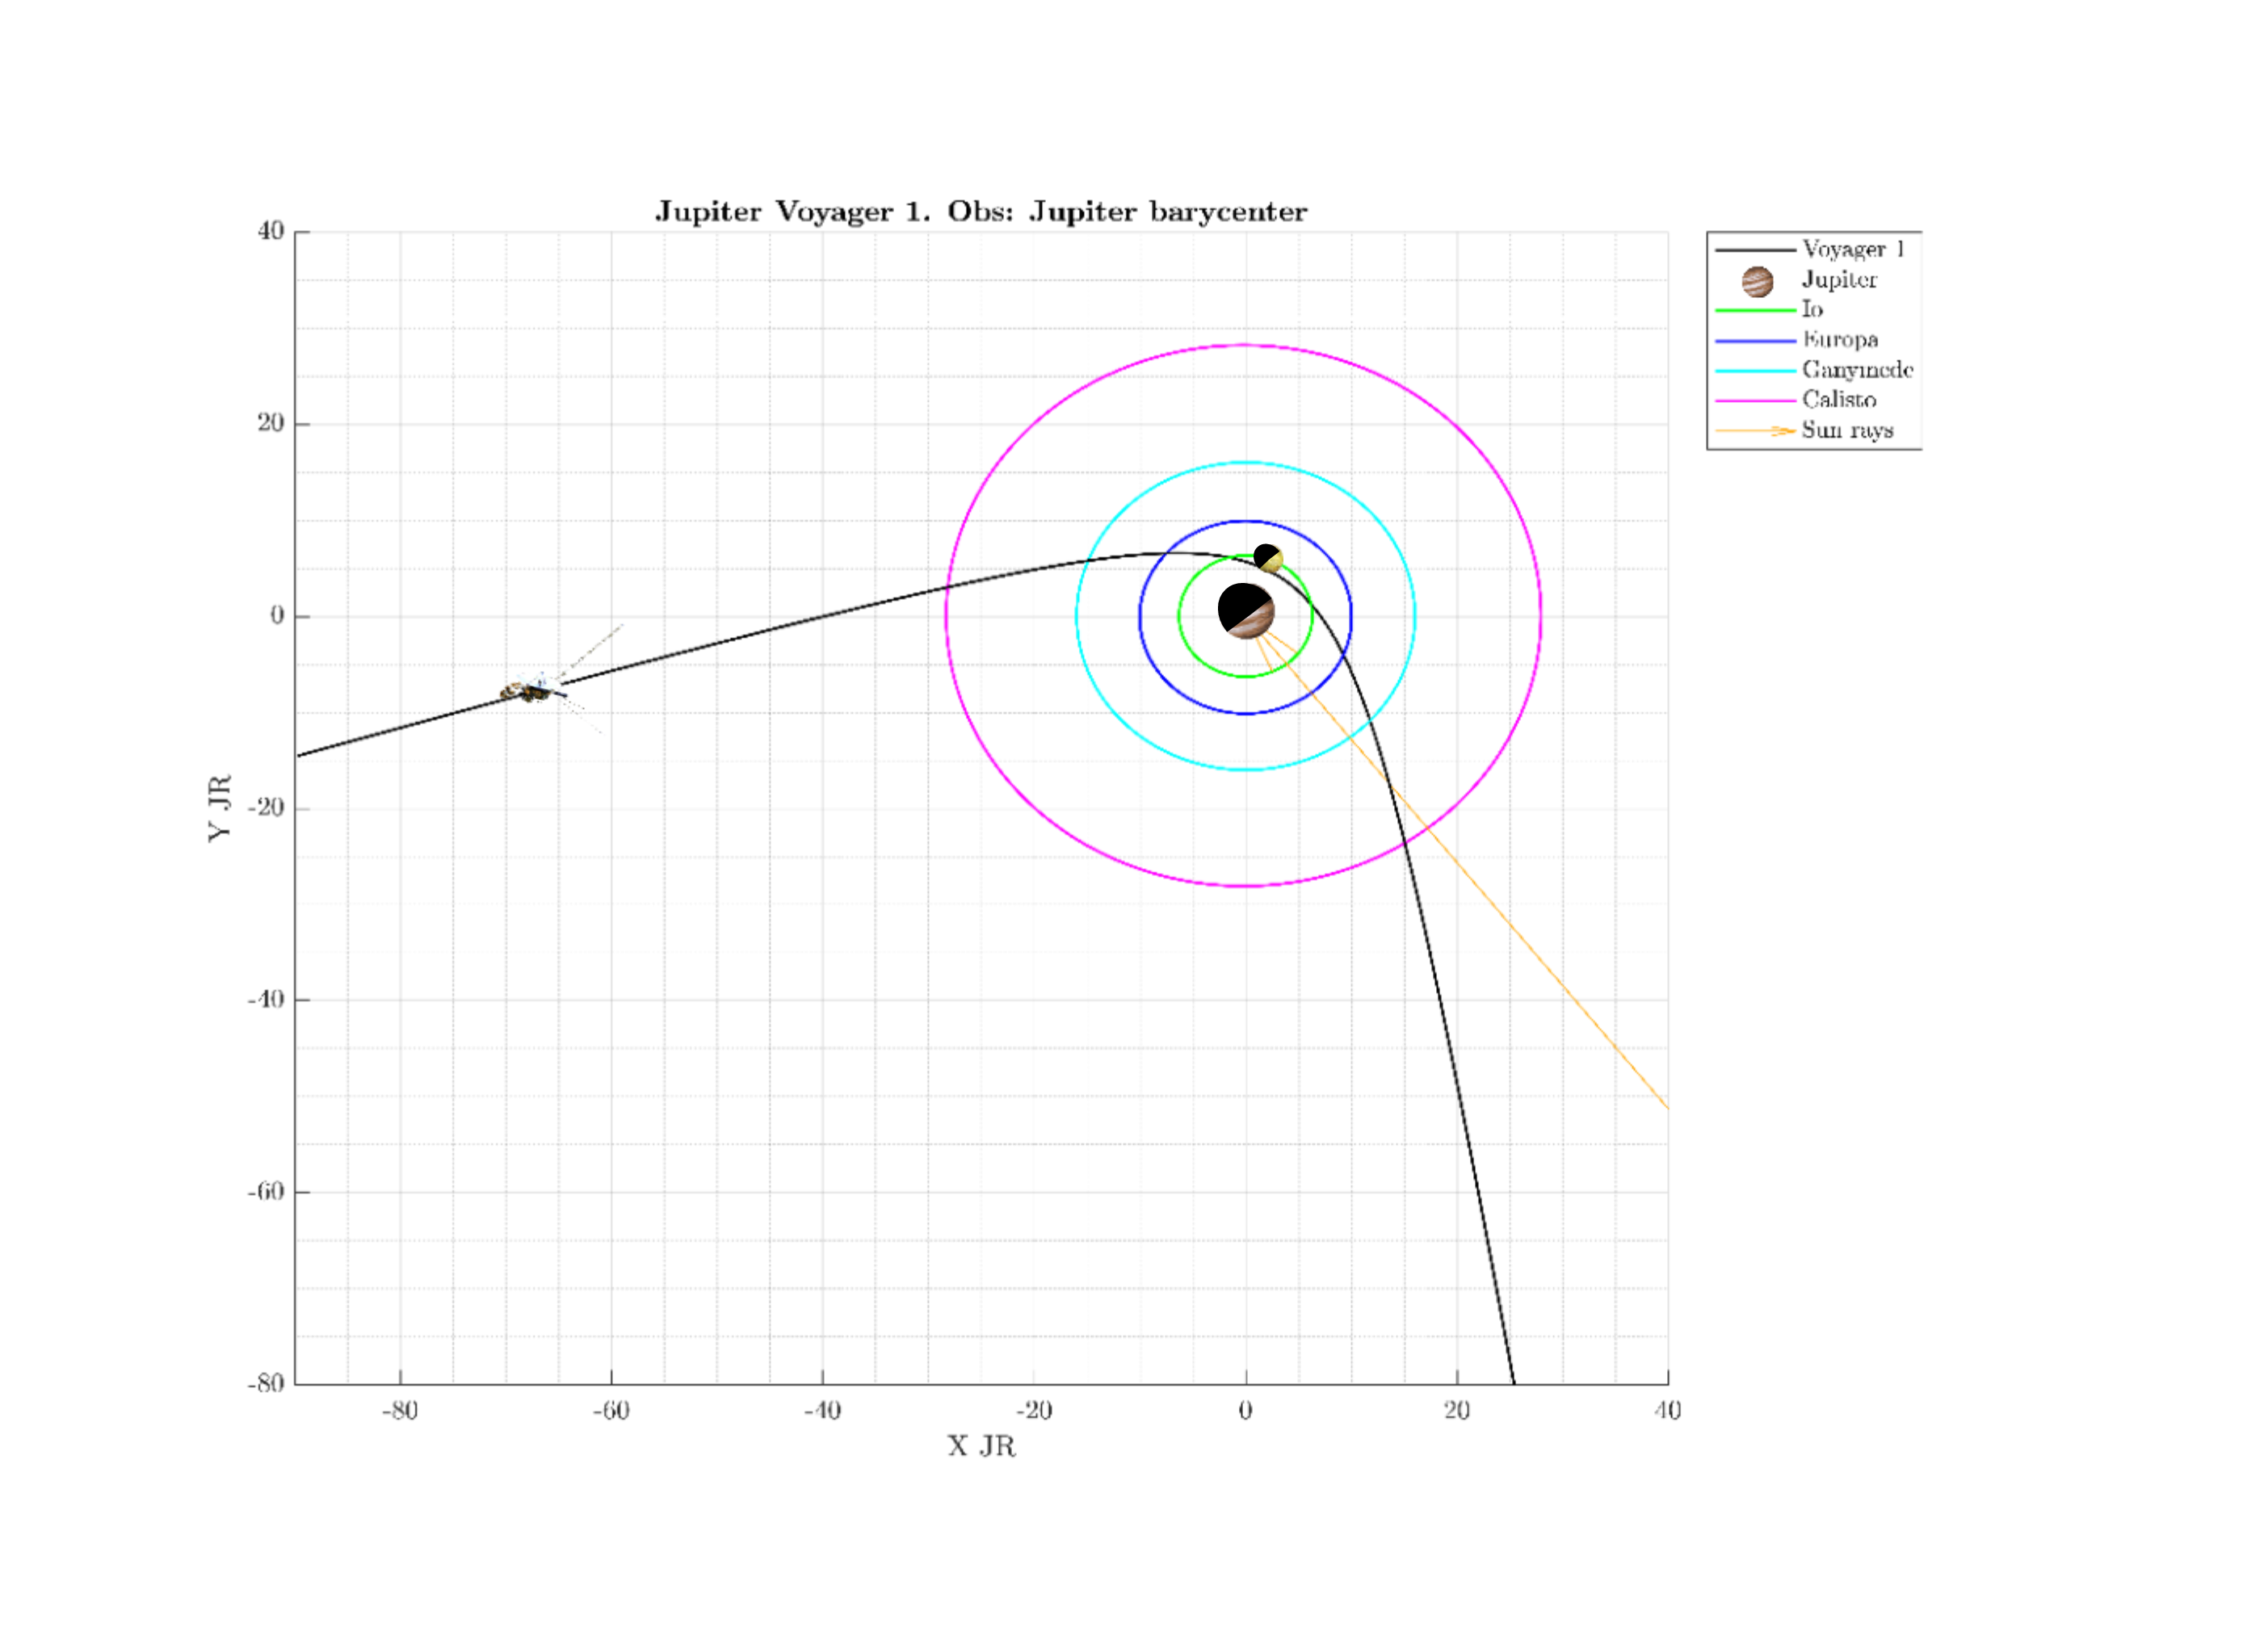 Jupiter Voyager 1. Obs: Jupiter barycenter
40
20
0
-20
-40
-60
-80
Y JR
-80
-60
-40
-20
0
20
40
X JR
Voyager 1
Jupiter
Io
Europa
Ganymede
Calisto
Sun rays